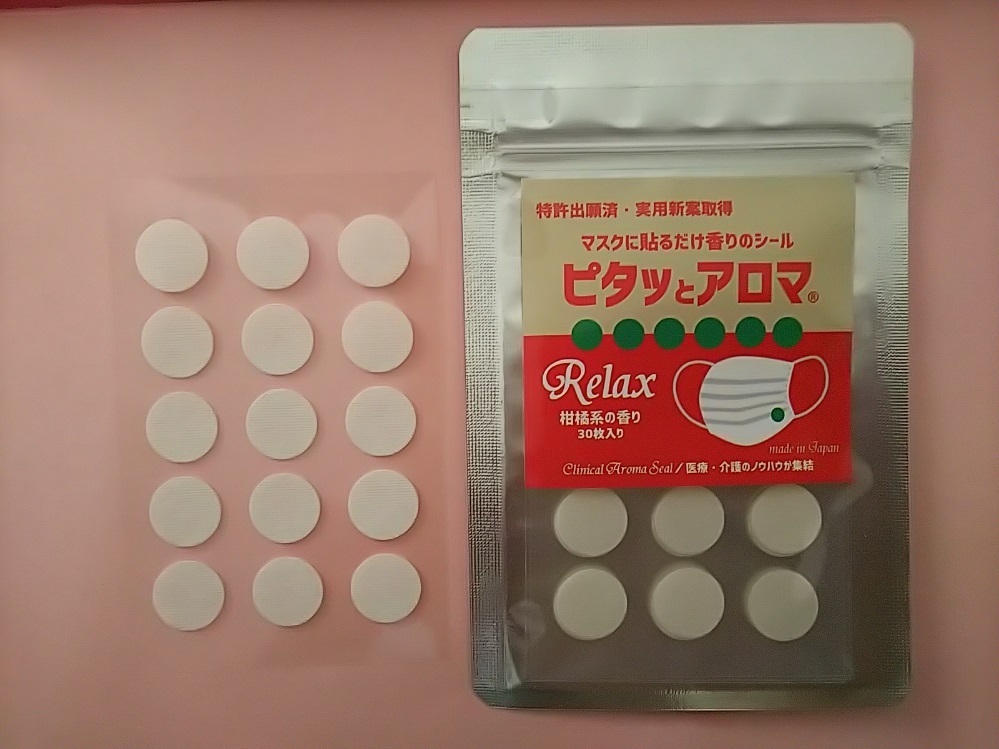 特許出願済・実用新案取得
マスクに貼るだけ香りのシール
ピタッとアロマ®
Relax
柑橘系の香り
30枚入り
made in Japan
Clinical Aroma Seal/医療・介護のノウハウが集結